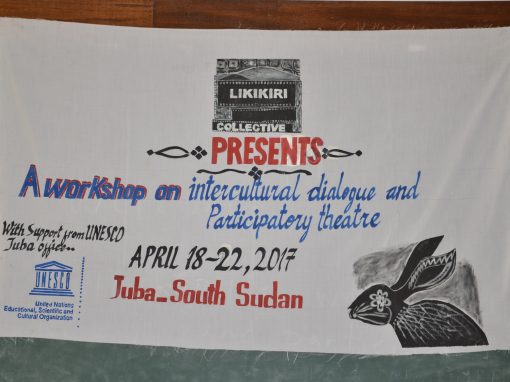 LIKIKIRI
COLLECTIVE
PRESENTS
A workshop on intercultural dialogue and
Participatory theatre
With Support from UNESCO
Juba office..
APRIL 18-22, 2017
Juba_South Sudan
UNESCO
United Nations
Educational, Scientific and
Cultural Organization